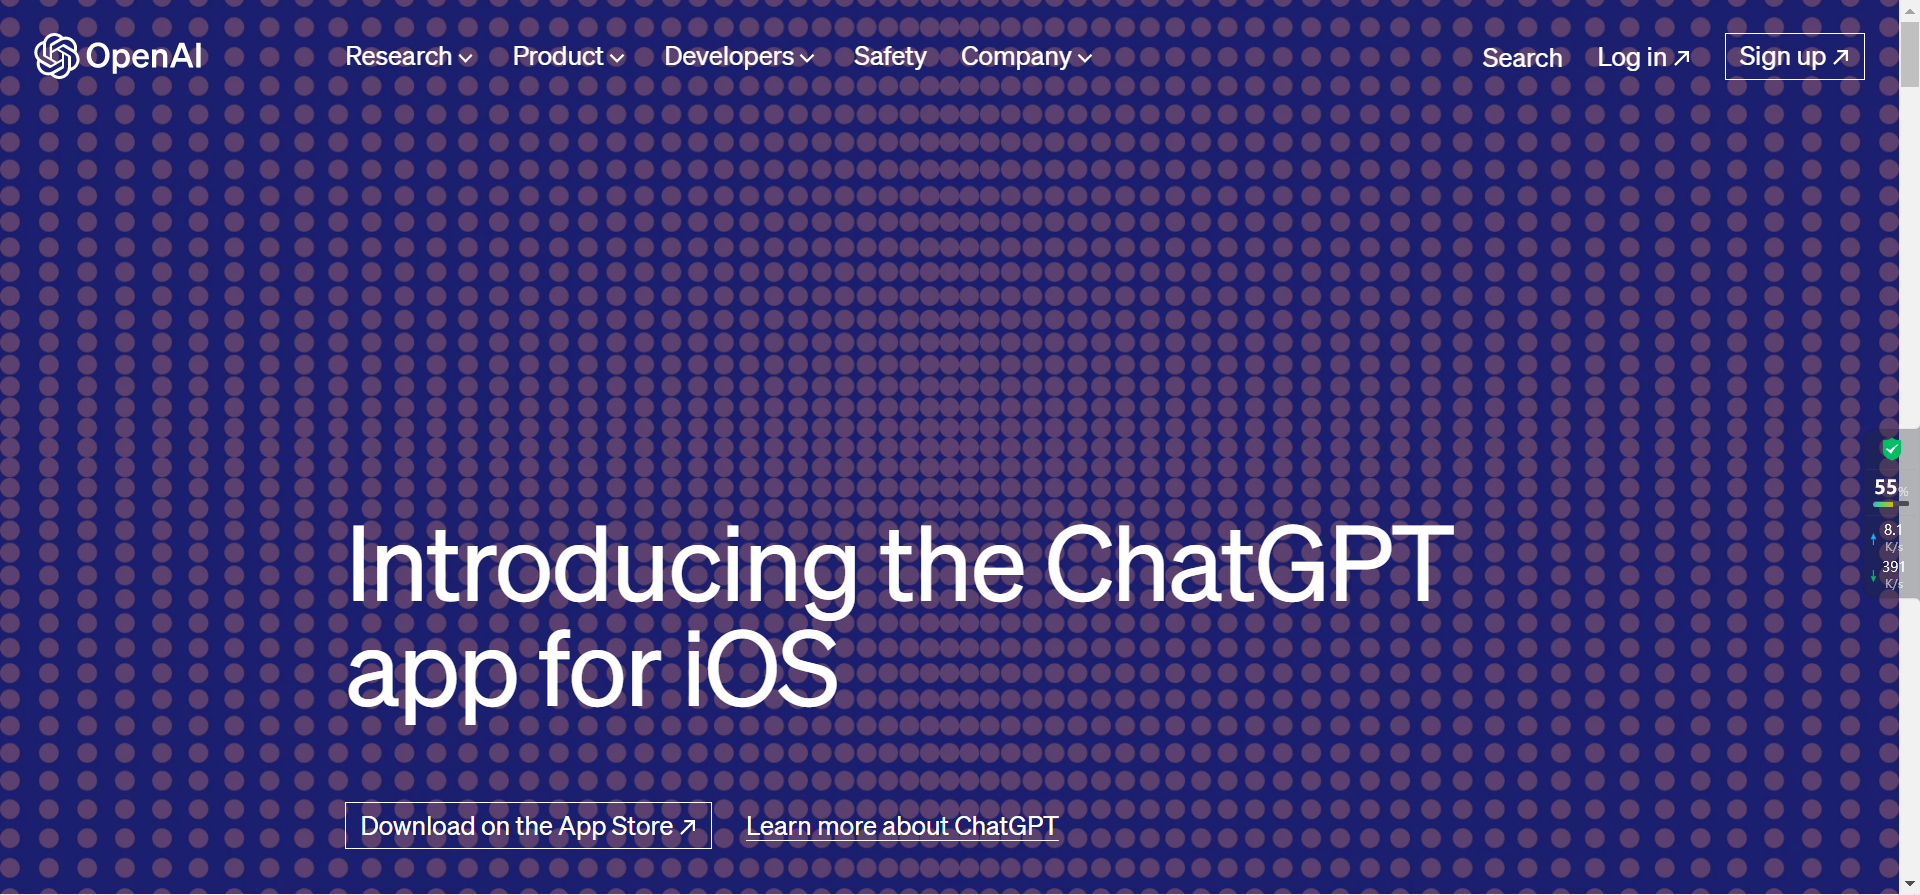 OpenAI
Research
Product
Developers
Safety
Company
Search
Log in
Sign up
55%
8.1
K/s
391
K/s
Introducing the ChatGPT
app for iOS
Download on the App Store
Learn more about ChatGPT